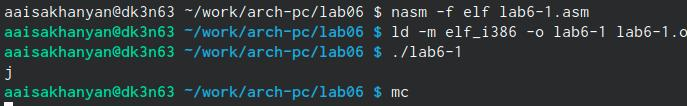 aaisakhanyan@dk3n63 ~/work/arch-pc/lab06 $ nasm -f elf lab6-1.asm
aaisakhanyan@dk3n63 ~/work/arch-pc/lab06 $ ld -m elf_i386 -o lab6-1 lab6-1.o
aaisakhanyan@dk3n63 ~/work/arch-pc/lab06 $ ./lab6-1
j
aaisakhanyan@dk3n63 ~/work/arch-pc/lab06 $ mc